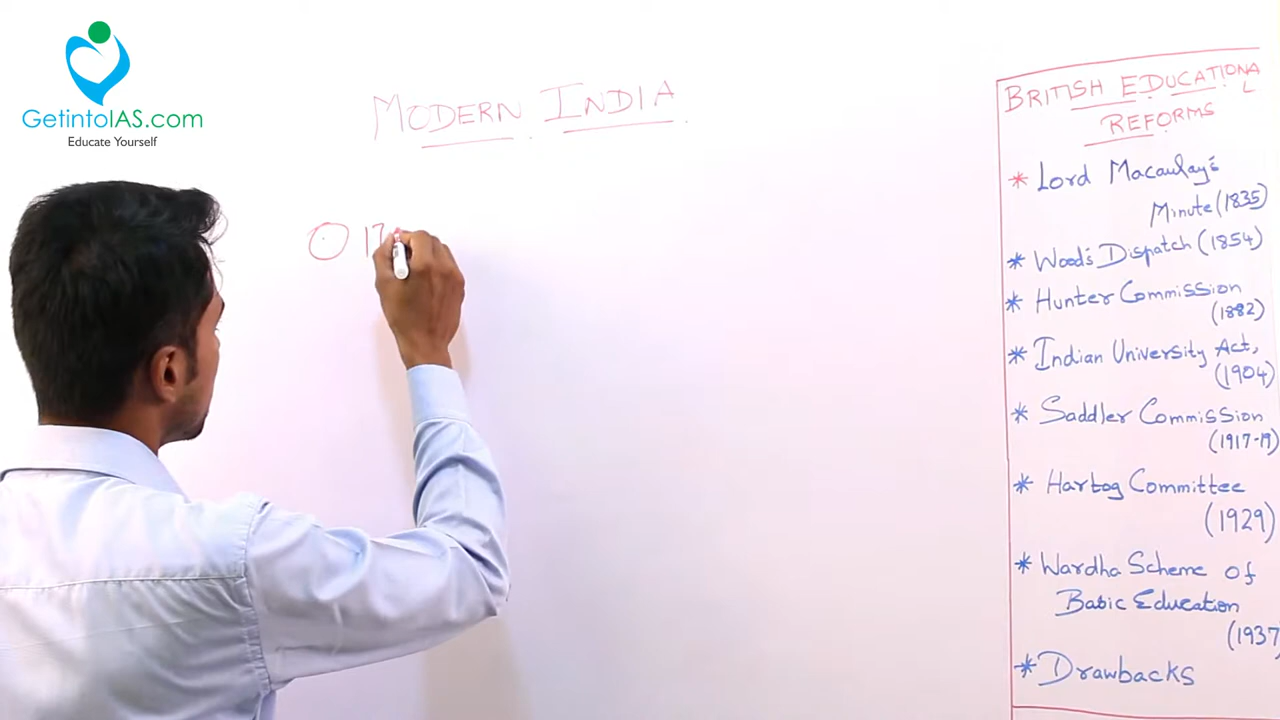 GetintoIAS.com
Educate Yourself
MODERN INDIA
17
BRITISH EDUCATIONAL
REFORMS
* Lord Macaulay's
Minute (1835)
* Wood's Dispatch (1854)
* Hunter Commission
(1882)
* Indian University Act,
(1904)
* Saddler Commission
(1917-19)
* Hartog Committee
(1929)
* Wardha Scheme of
Basic Education
(1937)
* Drawbacks